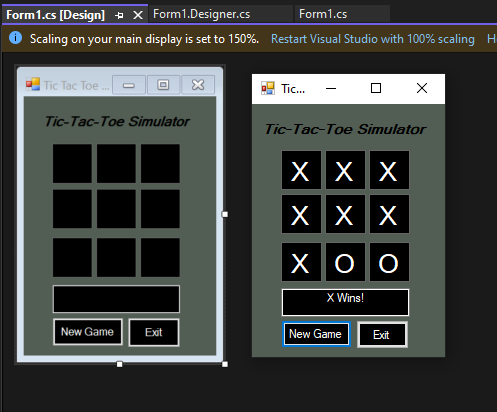 Form1.cs [Design] Form1.Designer.cs Form1.cs
Scaling on your main display is set to 150%. Restart Visual Studio with 100% scaling
Tic Tac Toe ...
Tic-Tac-Toe Simulator
New Game Exit
Tic...
Tic-Tac-Toe Simulator
X X X
X X X
X O O
X Wins!
New Game Exit